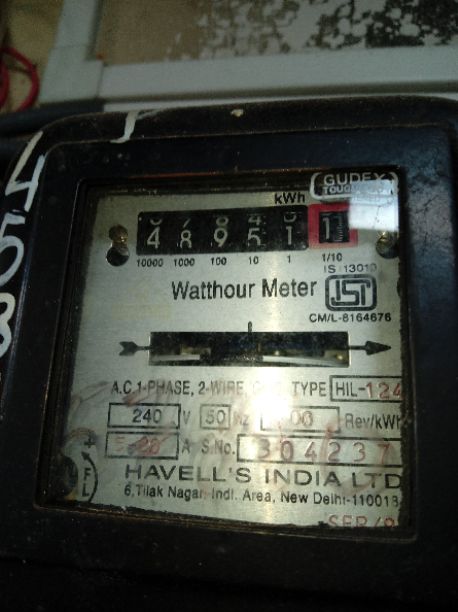 GUDEX
kWh
4 8 9 5 1 1
10000 1000 100 10 1 1/10
IS 13010
Watthour Meter ISI
CM/L-8164676
A.C. 1-PHASE, 2-WIRE, TYPE HIL-124
240 V 50 Hz Rev/kWh
A S.No. 304237
HAVELL'S INDIA LTD
6, Tilak Nagar Indl. Area, New Delhi-110018
458